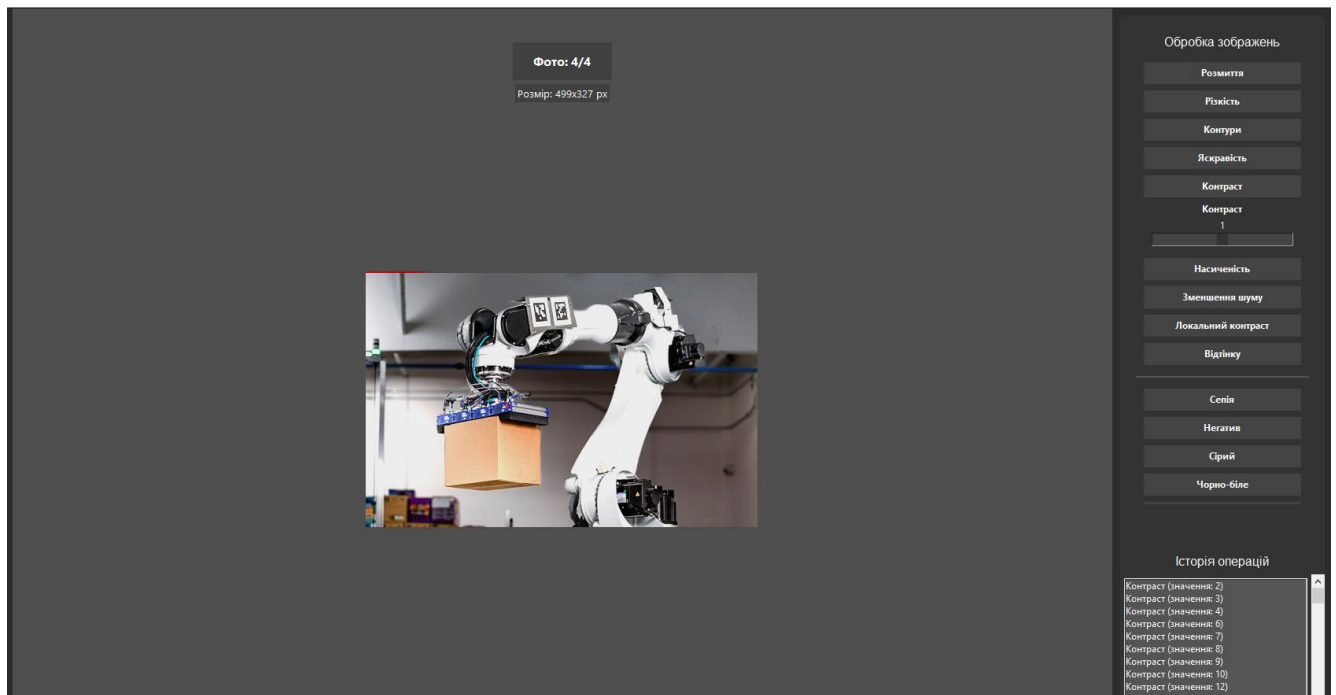 Фото: 4/4
Розмір: 499x327 px
Обробка зображень
Розмиття
Різкість
Контури
Яскравість
Контраст
Контраст
1
Насиченість
Зменшення шуму
Локальний контраст
Відтінку
Сепія
Негатив
Сірий
Чорно-біле
Історія операцій
Контраст (значення: 2)
Контраст (значення: 3)
Контраст (значення: 4)
Контраст (значення: 6)
Контраст (значення: 7)
Контраст (значення: 8)
Контраст (значення: 9)
Контраст (значення: 10)
Контраст (значення: 12)